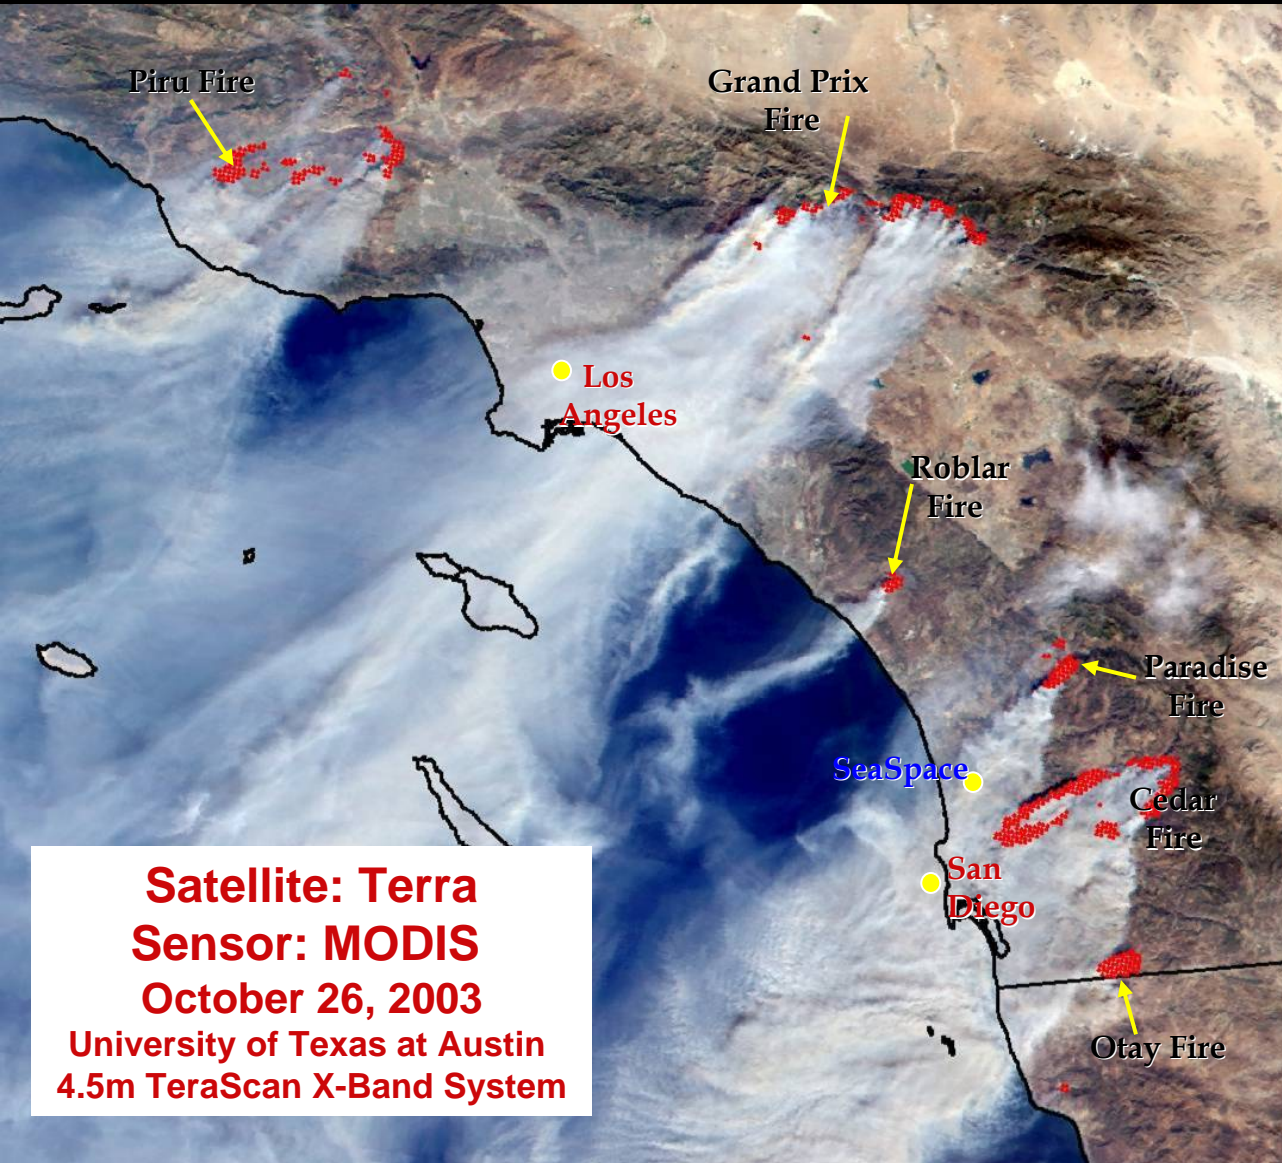 Piru Fire
Grand Prix
Fire
Los
Angeles
Roblar
Fire
Paradise
Fire
SeaSpace
Cedar
Fire
San
Diego
Otay Fire
Satellite: Terra
Sensor: MODIS
October 26, 2003
University of Texas at Austin
4.5m TeraScan X-Band System